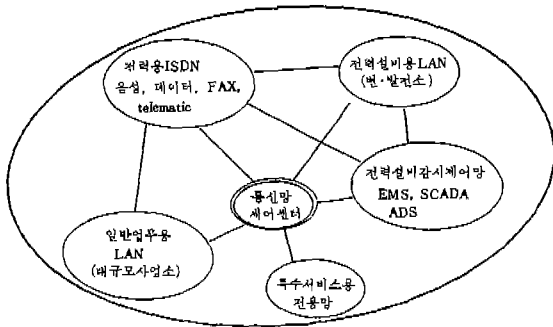 전력용ISDN
음성, 데이터, FAX,
telematic
전력설비용LAN
(변·발전소)
전력설비감시제어망
EMS, SCADA
ADS
통신망
제어센터
일반업무용
LAN
(대규모사업소)
특수서비스용
전용망